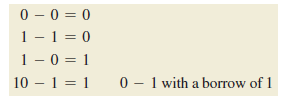 0 − 0 = 0
1 − 1 = 0
1 − 0 = 1
10 − 1 = 1 0 − 1 with a borrow of 1